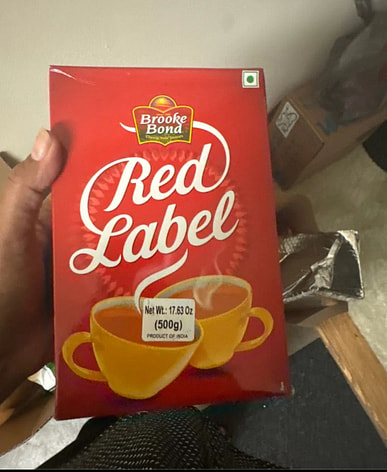 Brooke
Bond
Red
Label
Net Wt.: 17.63 Oz
(500g)
PRODUCT OF INDIA